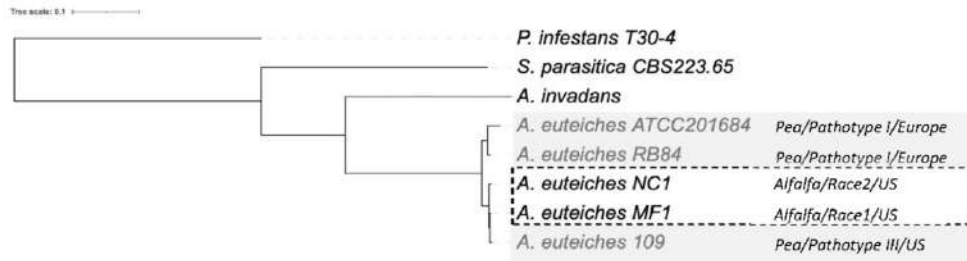 Tree scale: 0.1
P. infestans T30-4
S. parasitica CBS223.65
A. invadans
A. euteiches ATCC201684 Pea/Pathotype I/Europe
A. euteiches RB84 Pea/Pathotype I/Europe
A. euteiches NC1 Alfalfa/Race2/US
A. euteiches MF1 Alfalfa/Race1/US
A. euteiches 109 Pea/Pathotype III/US